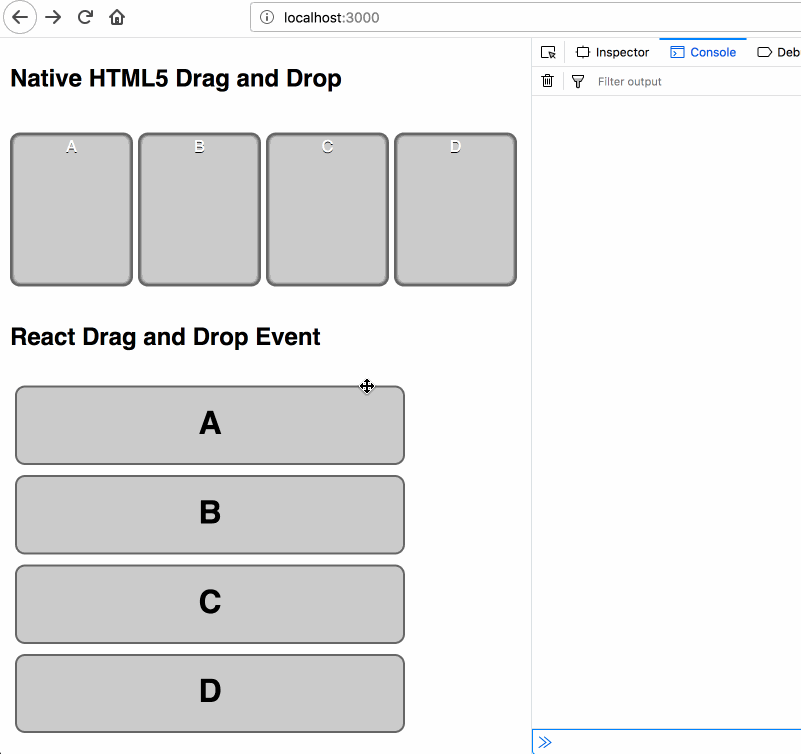 localhost:3000
Inspector Console Deb
Filter output
Native HTML5 Drag and Drop
A B C D
React Drag and Drop Event
A
B
C
D